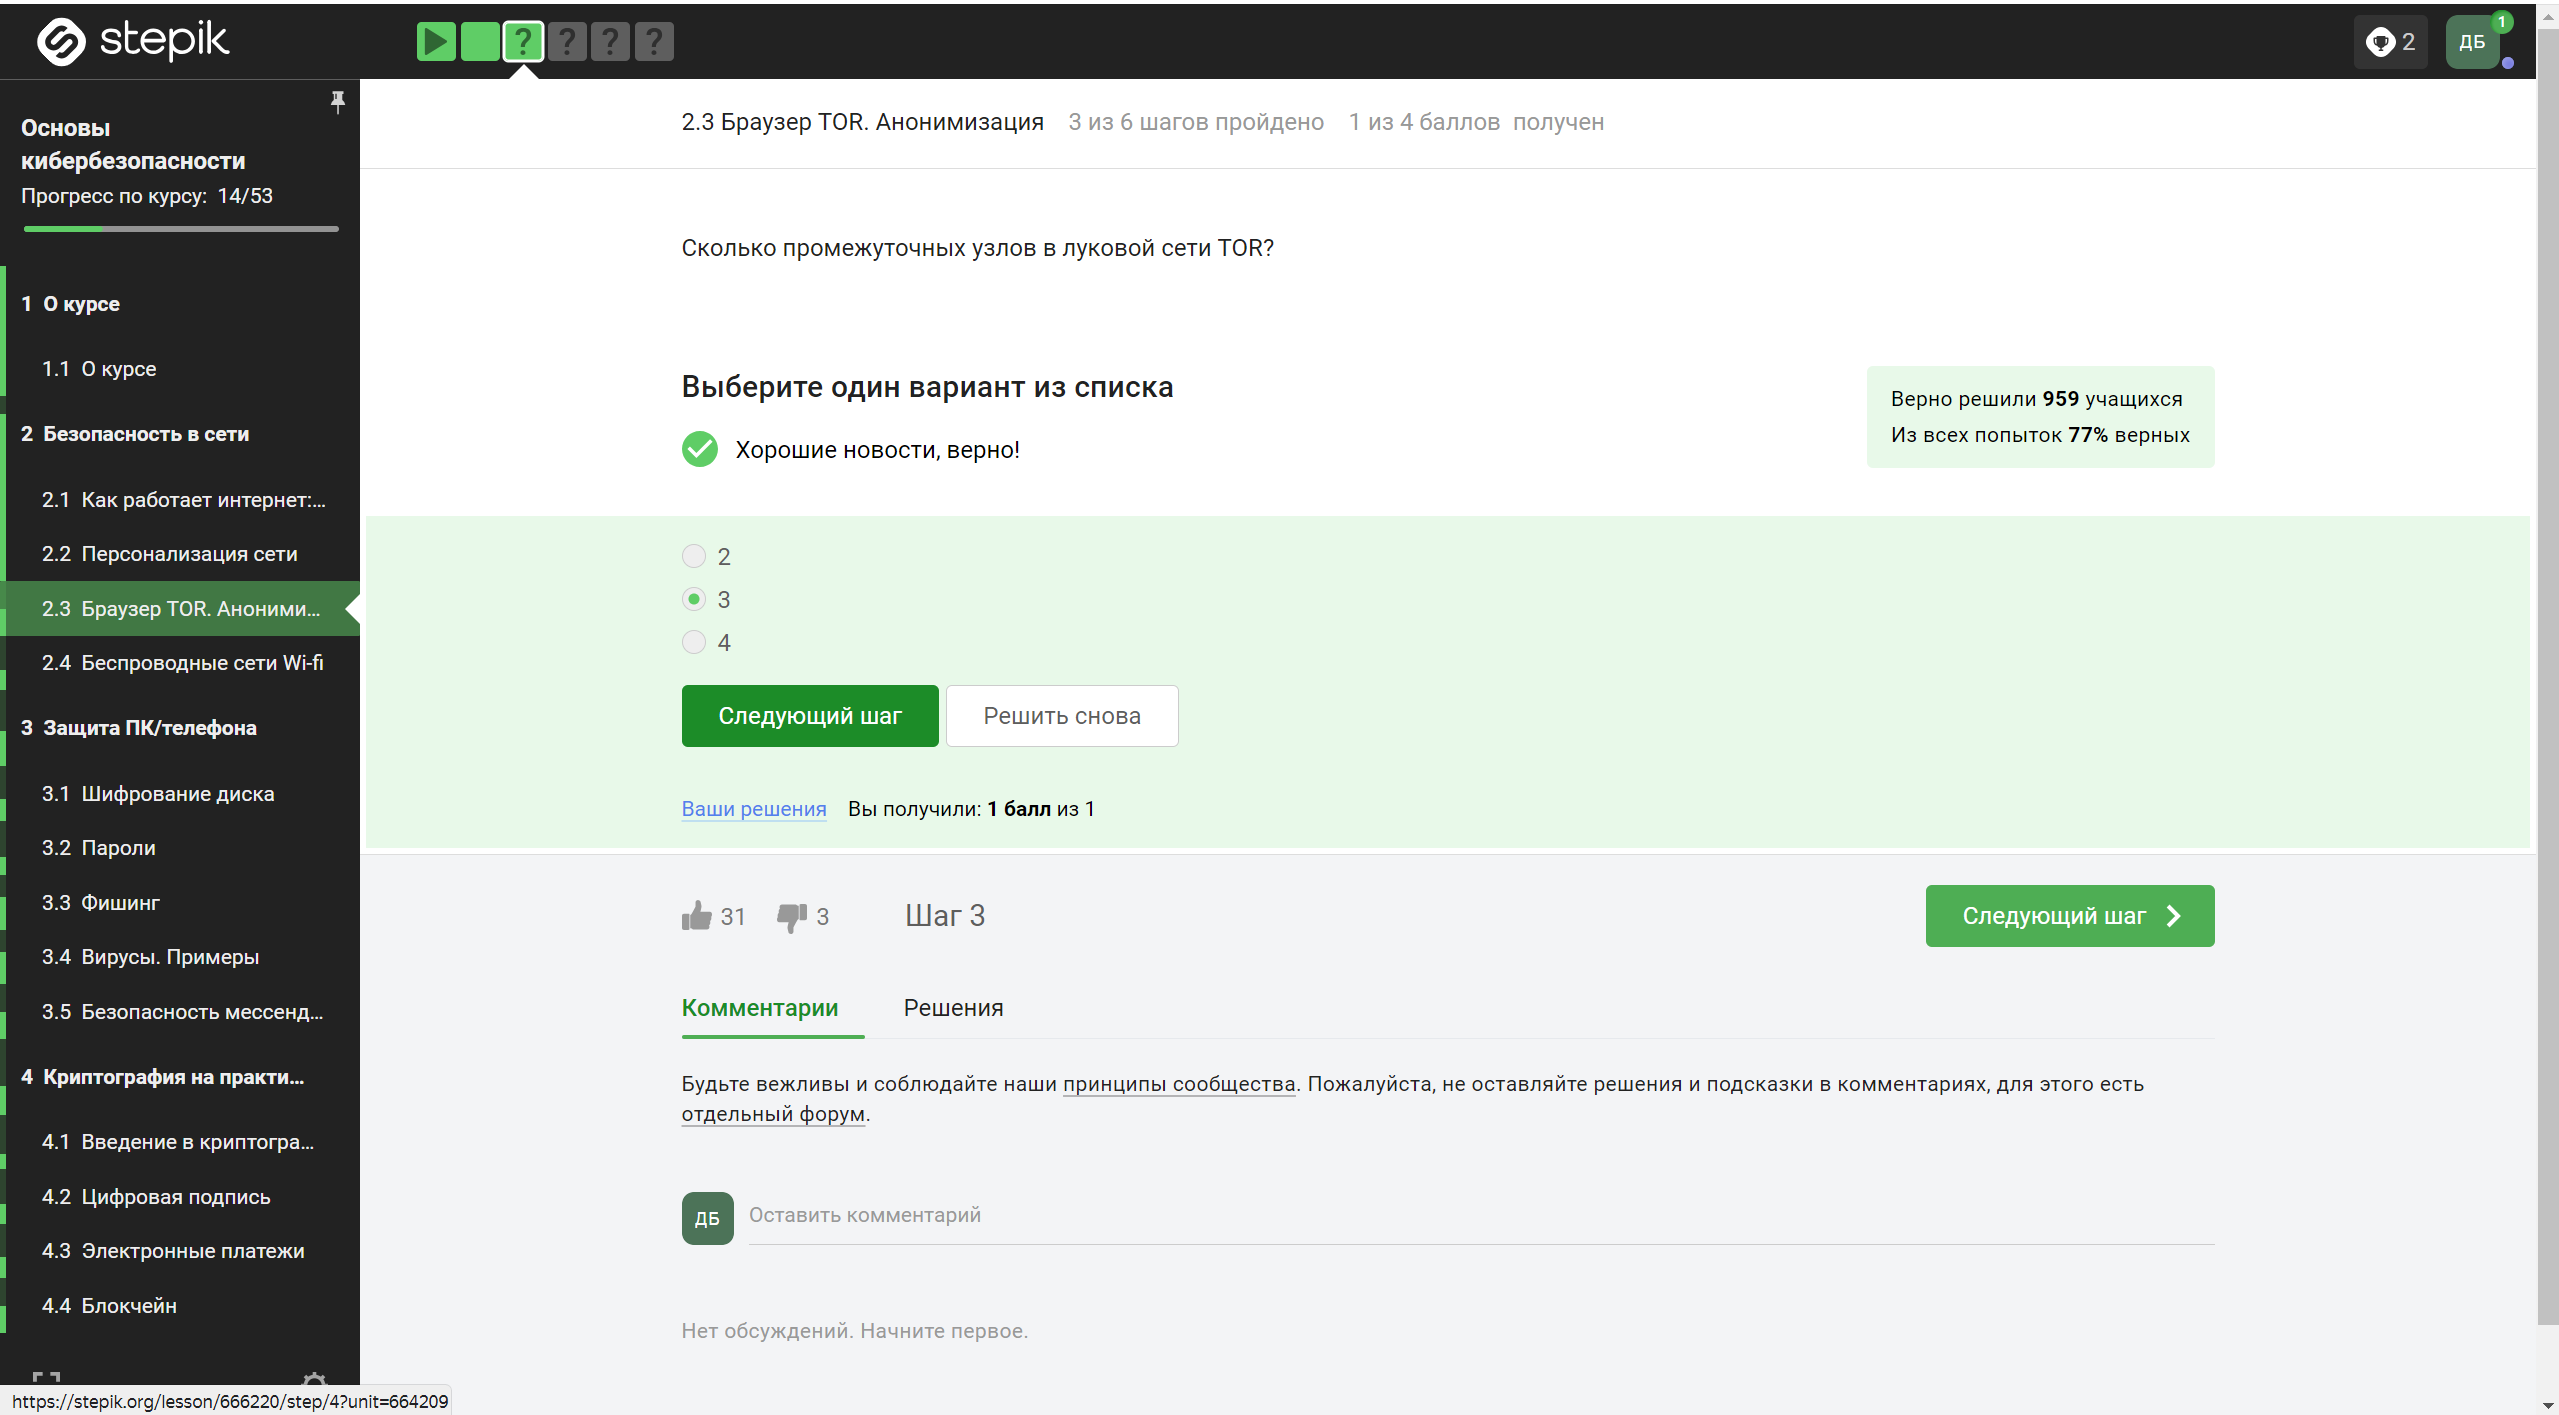 stepik
?
?
?
?
2
ДБ
1
Основы
кибербезопасности
Прогресс по курсу: 14/53
1 О курсе
1.1 О курсе
2 Безопасность в сети
2.1 Как работает интернет:...
2.2 Персонализация сети
2.3 Браузер TOR. Аноними...
2.4 Беспроводные сети Wi-fi
3 Защита ПК/телефона
3.1 Шифрование диска
3.2 Пароли
3.3 Фишинг
3.4 Вирусы. Примеры
3.5 Безопасность мессенд...
4 Криптография на практи...
4.1 Введение в криптогра...
4.2 Цифровая подпись
4.3 Электронные платежи
4.4 Блокчейн
2.3 Браузер TOR. Анонимизация 3 из 6 шагов пройдено 1 из 4 баллов получен
Сколько промежуточных узлов в луковой сети TOR?
Выберите один вариант из списка
Хорошие новости, верно!
Верно решили 959 учащихся
Из всех попыток 77% верных
2
3
4
Следующий шаг
Решить снова
Ваши решения Вы получили: 1 балл из 1
31 3 Шаг 3
Следующий шаг
Комментарии Решения
Будьте вежливы и соблюдайте наши принципы сообщества. Пожалуйста, не оставляйте решения и подсказки в комментариях, для этого есть
отдельный форум.
ДБ
Оставить комментарий
Нет обсуждений. Начните первое.
https://stepik.org/lesson/666220/step/4?unit=664209